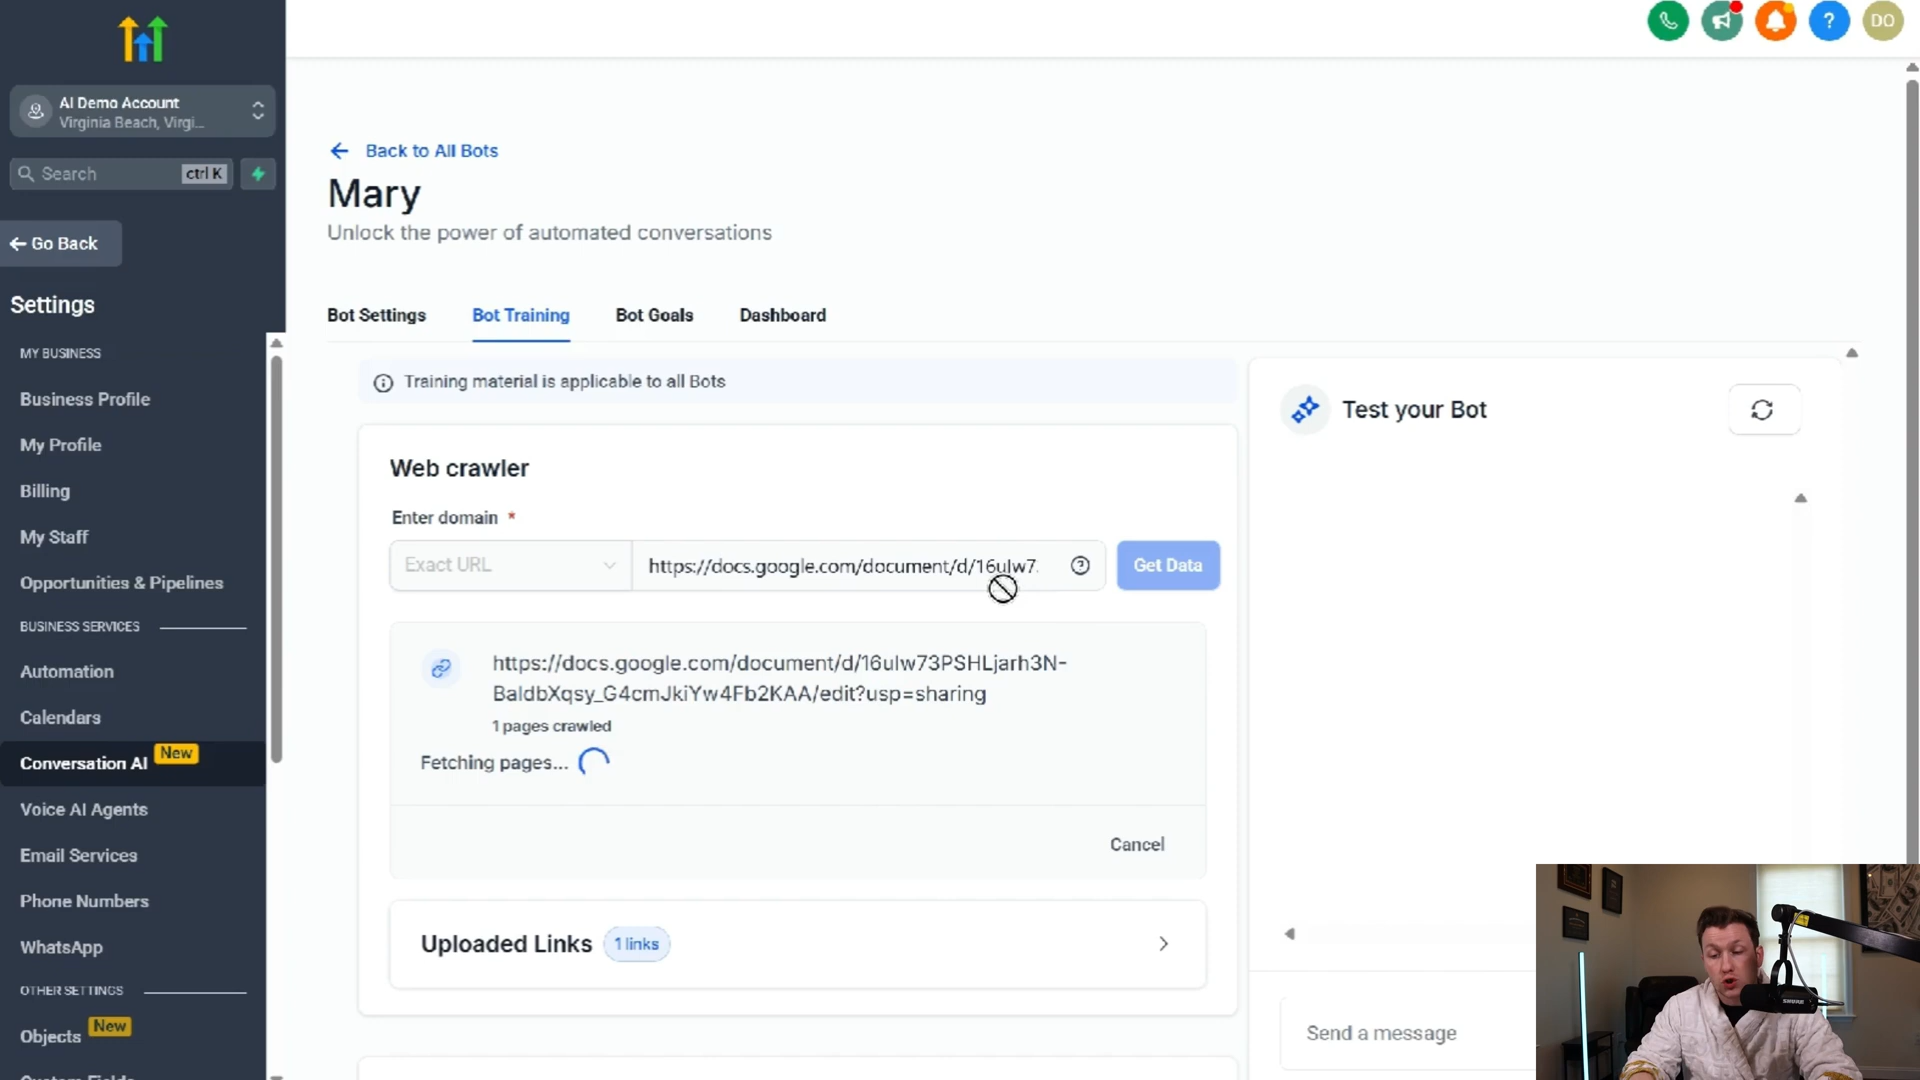 AI Demo Account
Virginia Beach, Virgi...
Search
ctrl K
Go Back
Settings
MY BUSINESS
Business Profile
My Profile
Billing
My Staff
Opportunities & Pipelines
BUSINESS SERVICES
Automation
Calendars
Conversation AI
New
Voice AI Agents
Email Services
Phone Numbers
WhatsApp
OTHER SETTINGS
Objects
New
Custom Fields
?
DO
Back to All Bots
Mary
Unlock the power of automated conversations
Bot Settings
Bot Training
Bot Goals
Dashboard
Training material is applicable to all Bots
Web crawler
Enter domain *
Exact URL
https://docs.google.com/document/d/16ulw7
Get Data
https://docs.google.com/document/d/16ulw73PSHLjarh3N-
BaldbXqsy_G4cmJkiYw4Fb2KAA/edit?usp=sharing
1 pages crawled
Fetching pages...
Cancel
Uploaded Links
1 links
Test your Bot
Send a message
SHURE